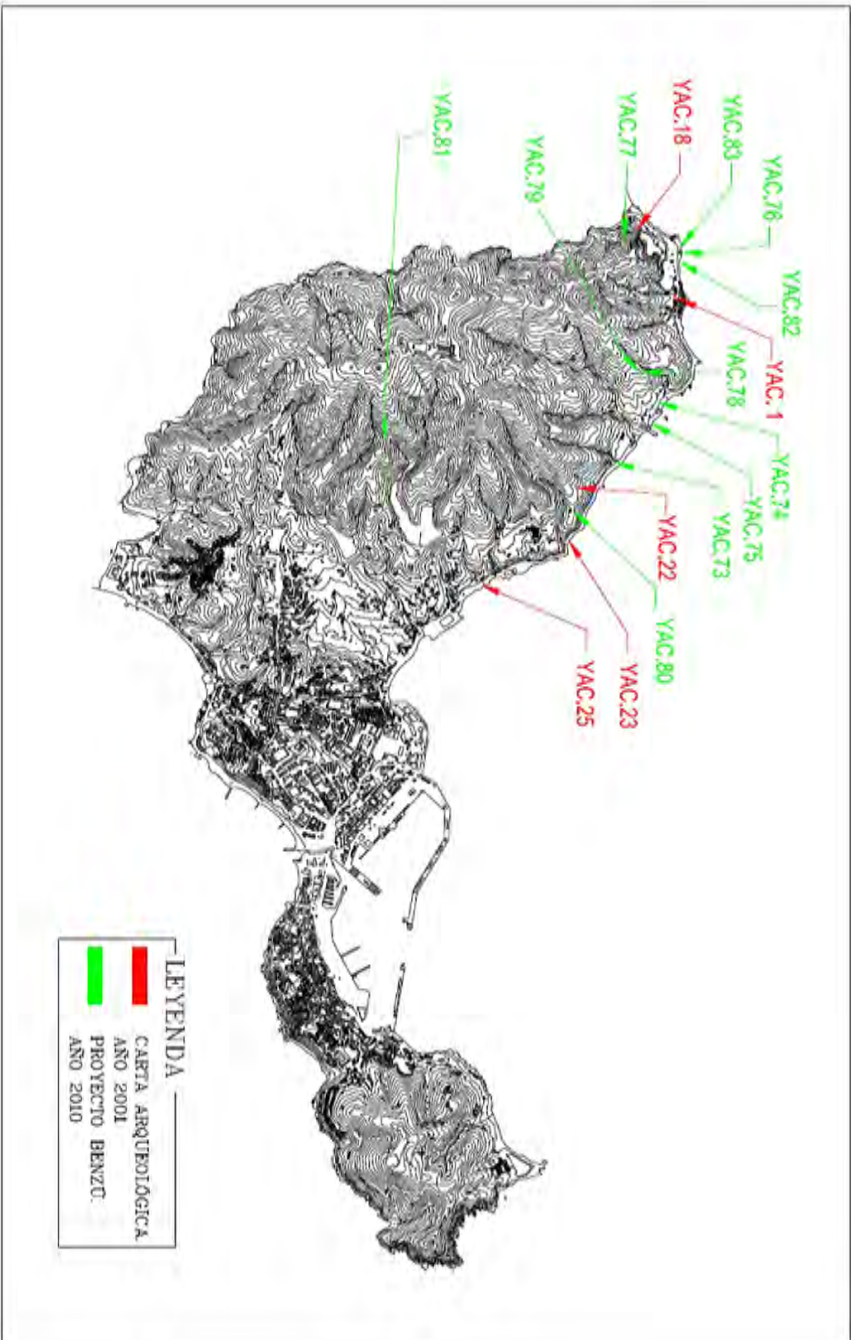 YAC.83
YAC.76
YAC.82
YAC.1
YAC.18
YAC.77
YAC.79
YAC.78
YAC.74
YAC.75
YAC.73
YAC.22
YAC.80
YAC.23
YAC.25
YAC.81
LEYENDA
CARTA ARQUEOLÓGICA
AÑO 2001
PROYECTO BENZÚ.
AÑO 2010